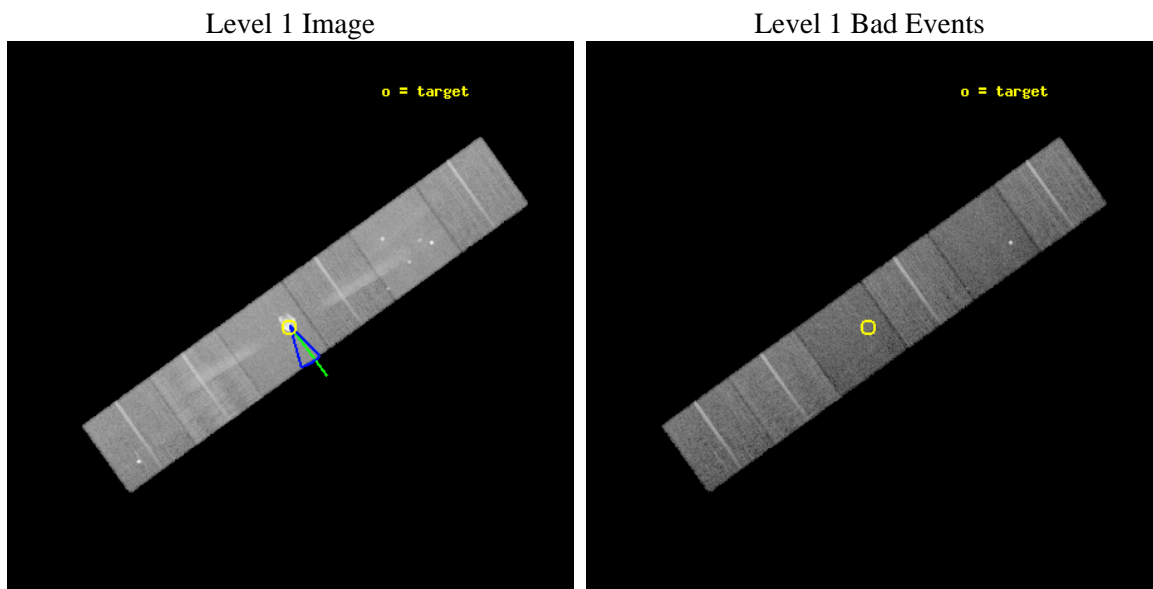 Level 1 Image
Level 1 Bad Events
o = target
o = target